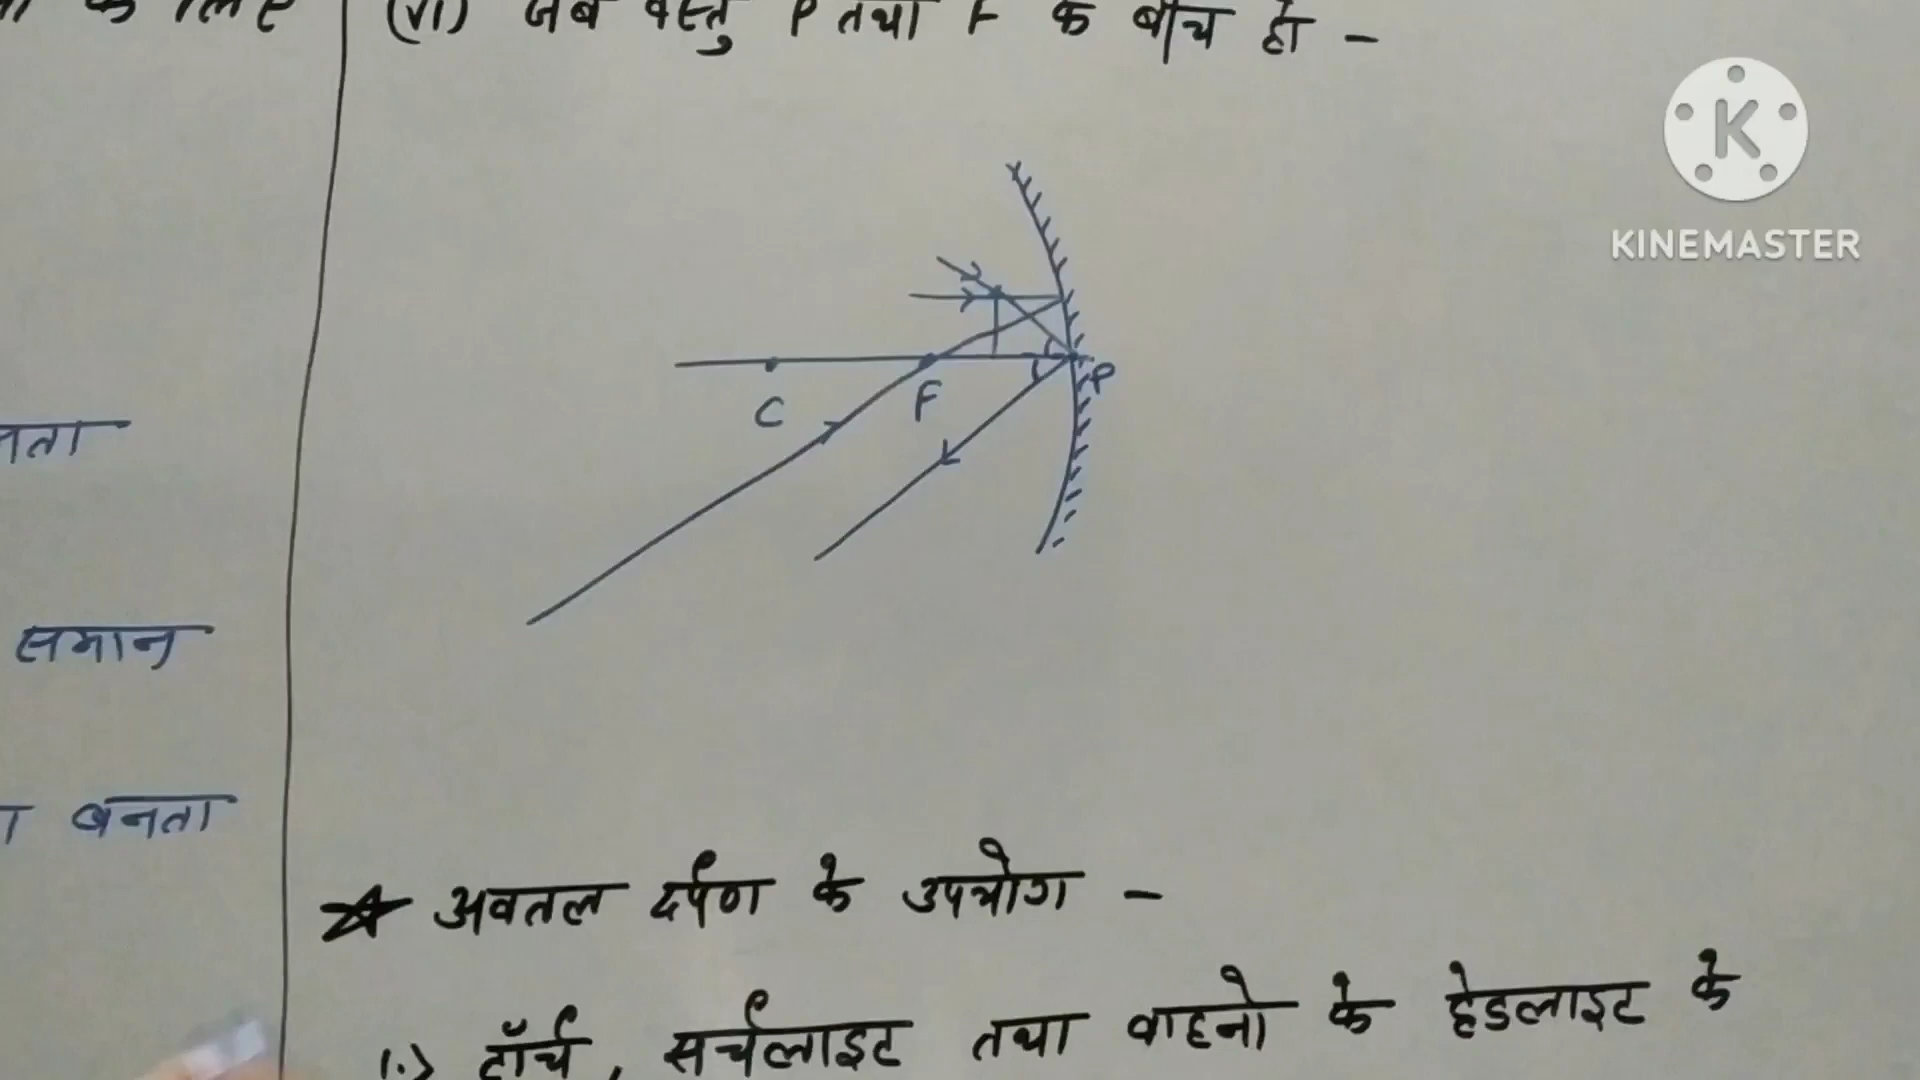 के लिए
(vi) जब वस्तु P तथा F के बीच हो -
K
KINEMASTER
C
F
P
समान
बनता
☆ अवतल दर्पण के उपयोग -
1.> टॉर्च, सर्चलाइट तथा वाहनो के हेडलाइट के